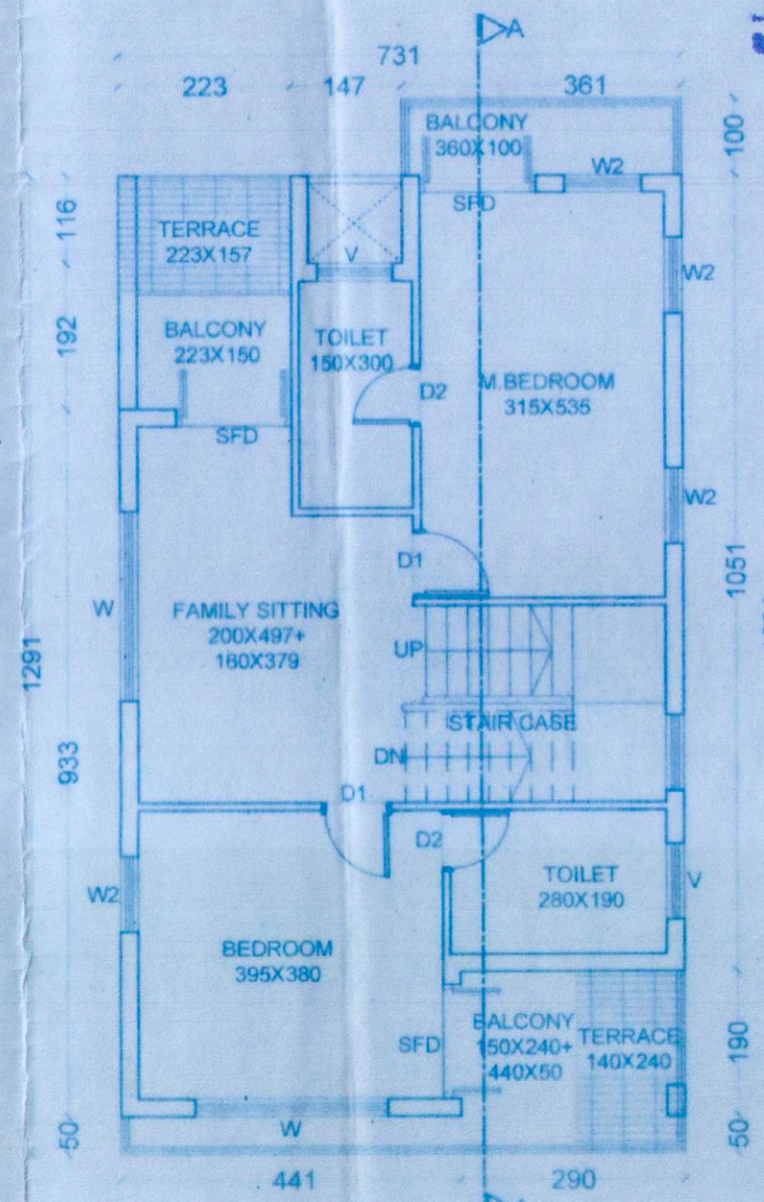 A
731
223
147
361
BALCONY
360X100
100
W2
SFD
116
TERRACE
223X157
V
W2
192
BALCONY
223X150
TOILET
150X300
D2
M.BEDROOM
315X535
SFD
W2
D1
1051
W
FAMILY SITTING
200X497+
160X379
UP
1291
STAIR CASE
DN
933
D1
D2
TOILET
280X190
V
W2
BEDROOM
395X380
SFD
BALCONY
150X240+
440X50
TERRACE
140X240
190
W
50
50
441
290